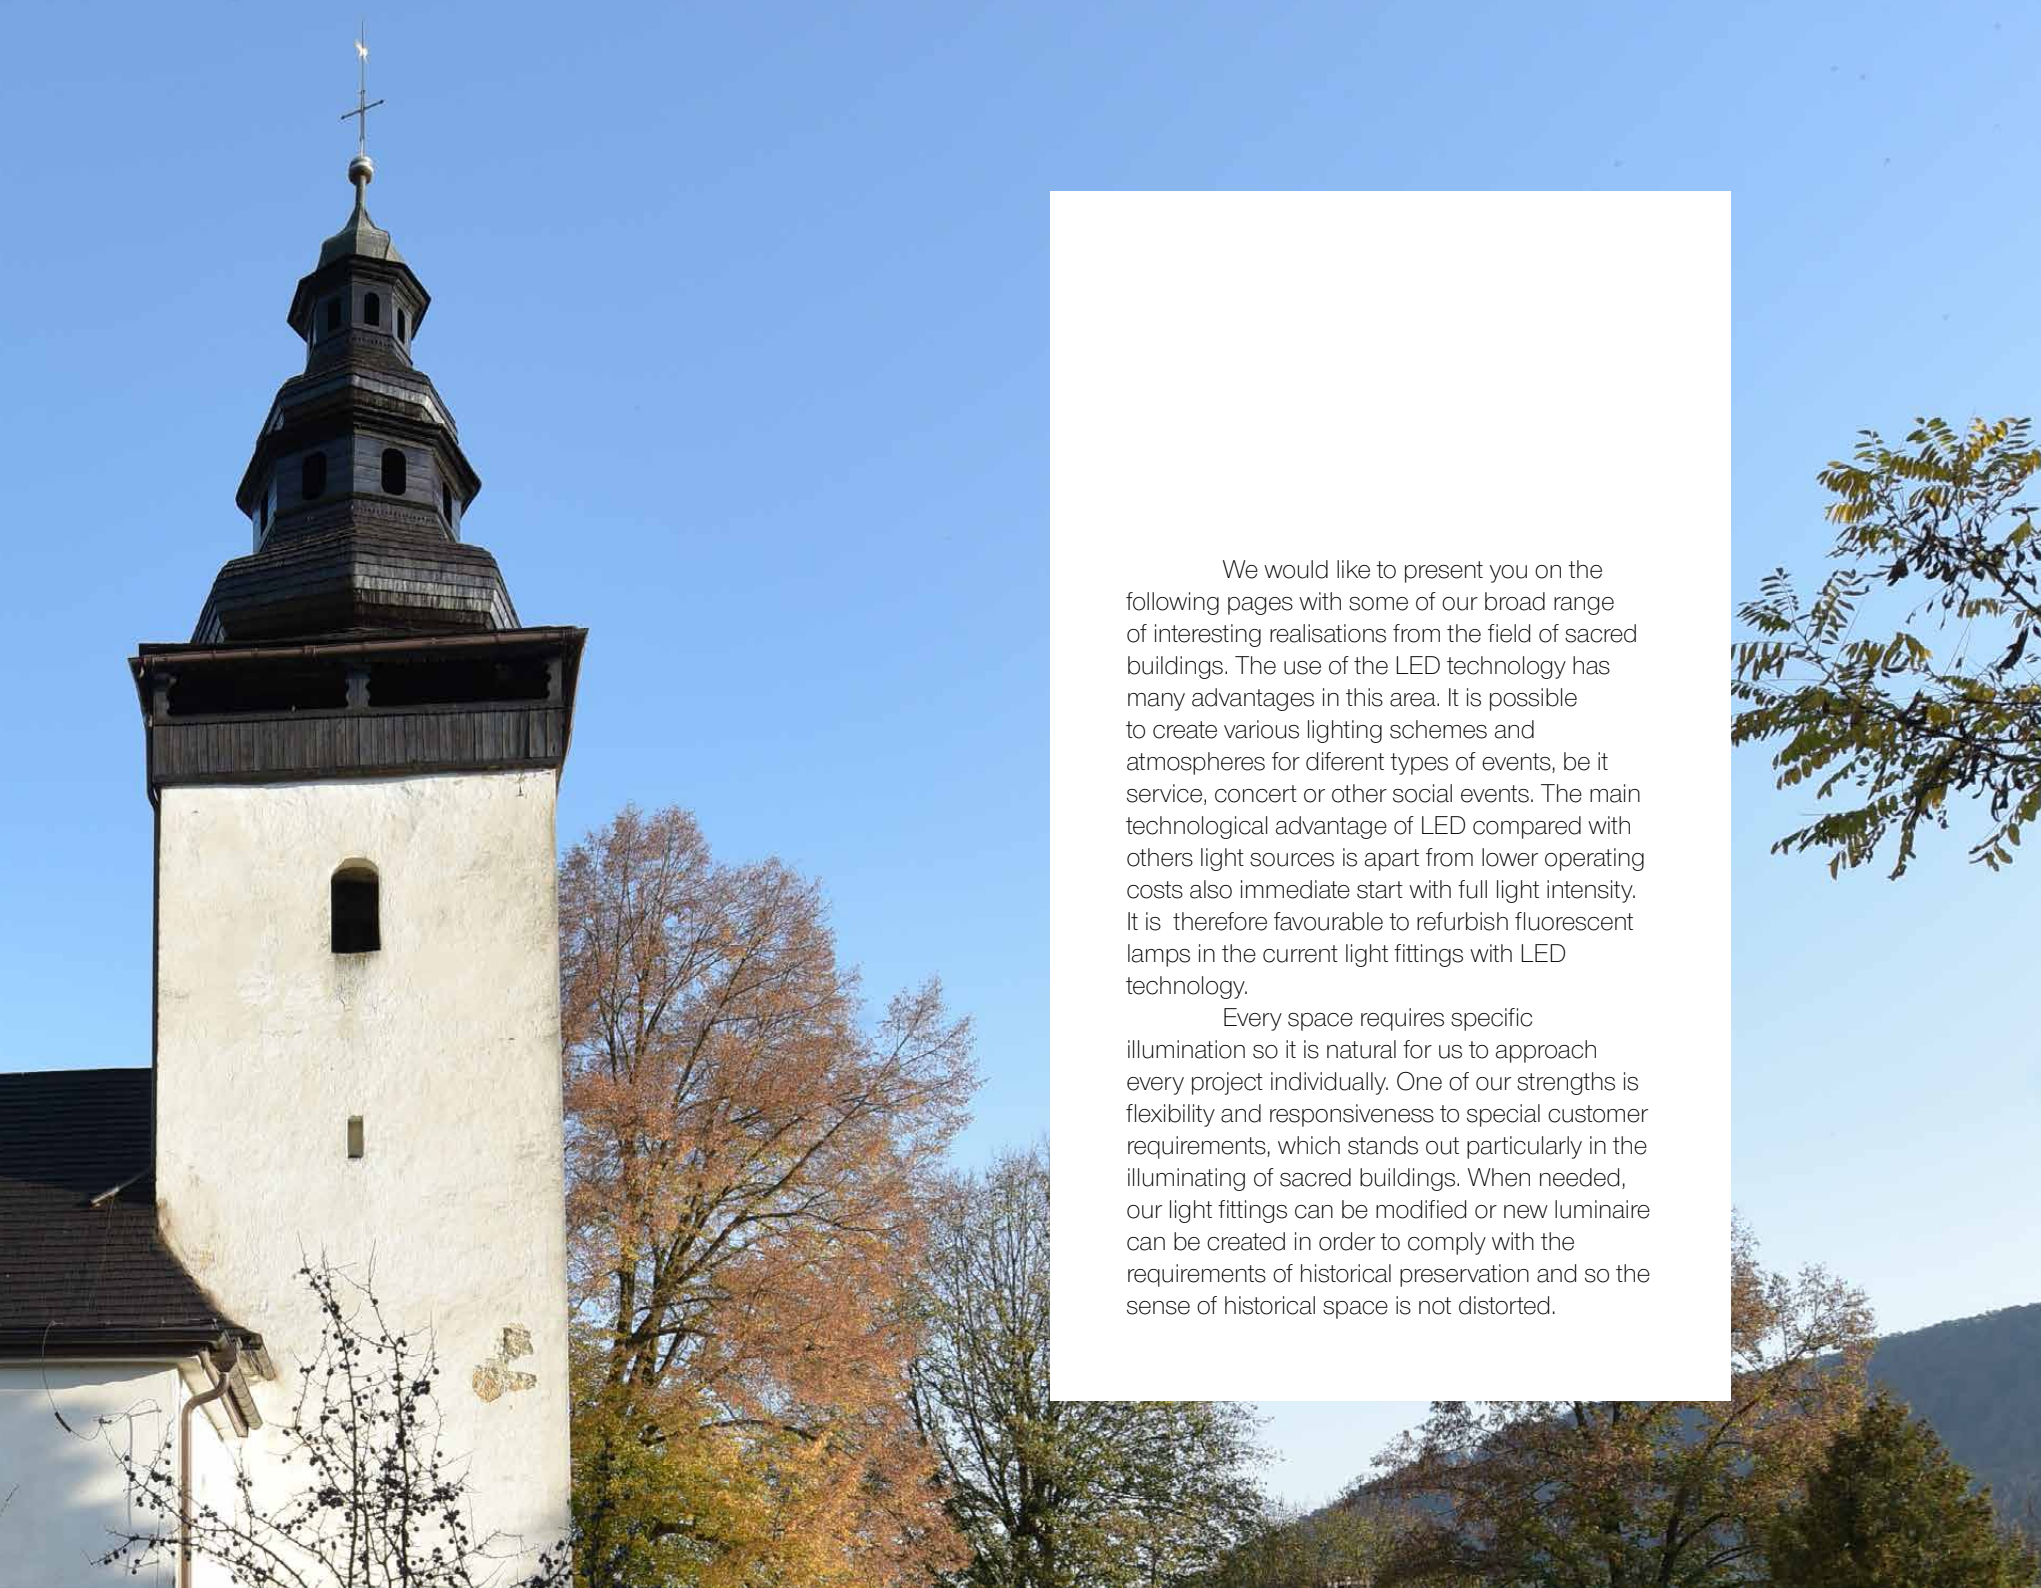 We would like to present you on the
following pages with some of our broad range
of interesting realisations from the field of sacred
buildings. The use of the LED technology has
many advantages in this area. It is possible
to create various lighting schemes and
atmospheres for diferent types of events, be it
service, concert or other social events. The main
technological advantage of LED compared with
others light sources is apart from lower operating
costs also immediate start with full light intensity.
It is  therefore favourable to refurbish fluorescent
lamps in the current light fittings with LED
technology.
Every space requires specific
illumination so it is natural for us to approach
every project individually. One of our strengths is
flexibility and responsiveness to special customer
requirements, which stands out particularly in the
illuminating of sacred buildings. When needed,
our light fittings can be modified or new luminaire
can be created in order to comply with the
requirements of historical preservation and so the
sense of historical space is not distorted.